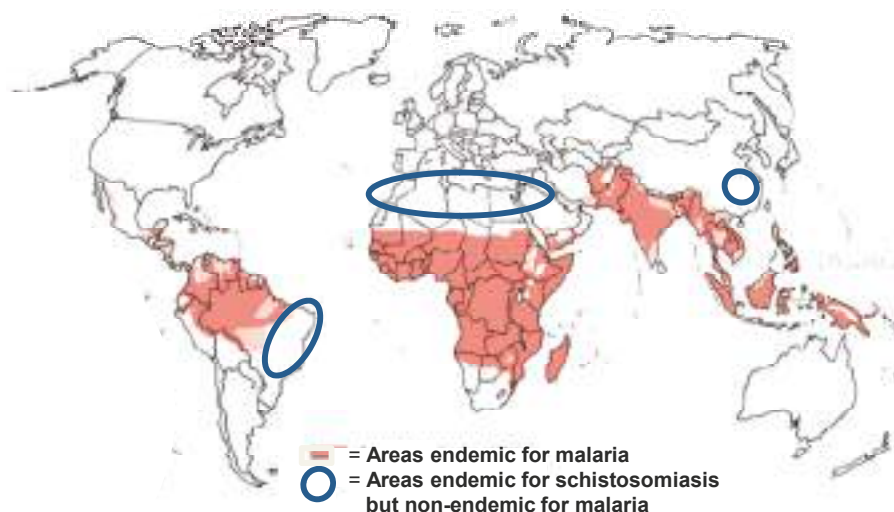 = Areas endemic for malaria
= Areas endemic for schistosomiasis
but non-endemic for malaria